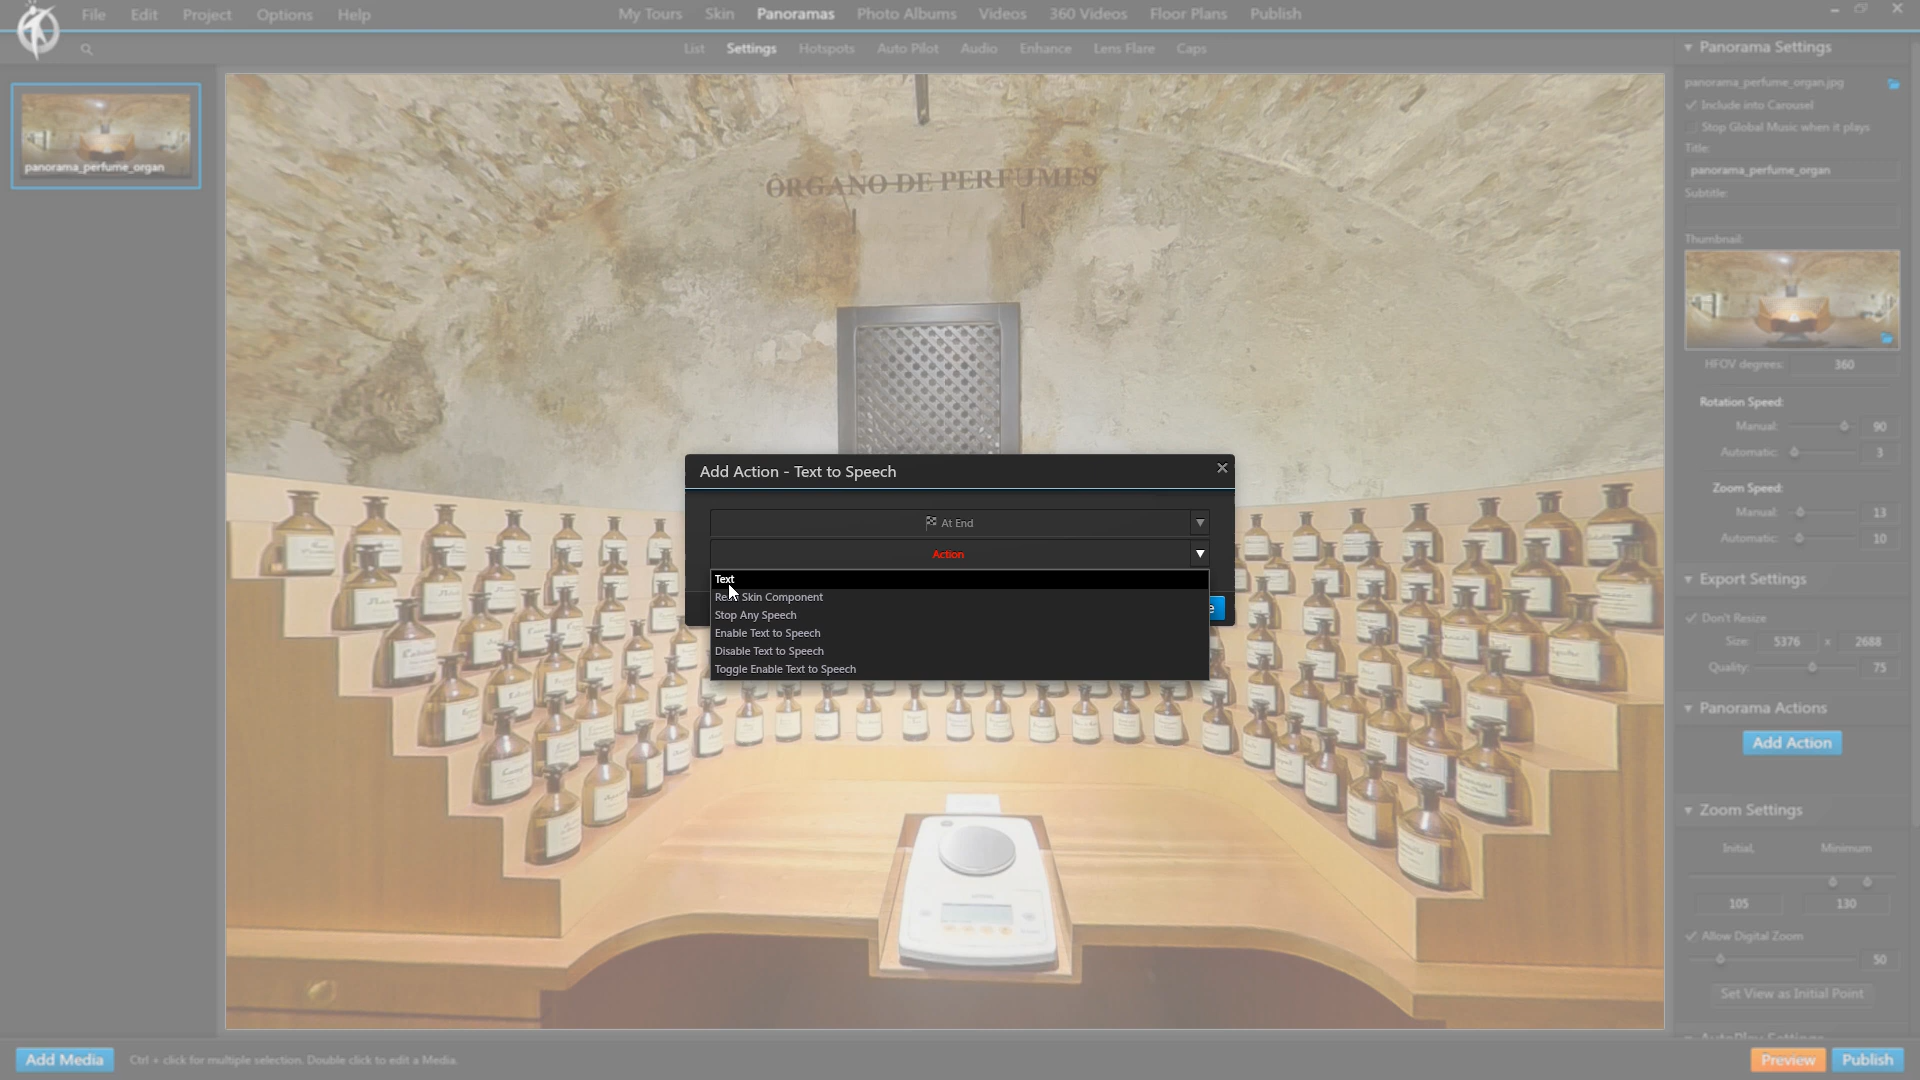 File Edit Project Options Help
My Tours Skin Panoramas Photo Albums Videos 360 Videos Floor Plans Publish
List Settings Hotspots Auto Pilot Audio Enhance Lens Flare Caps
panorama_perfume_organ
ÓRGANO DE PERFUMES
Add Action - Text to Speech
At End
Action
Text
Skin Component
Stop Any Speech
Enable Text to Speech
Disable Text to Speech
Toggle Enable Text to Speech
Panorama Settings
panorama_perfume_organ.jpg
Include into Carousel
Stop Global Music when it plays
Title:
panorama_perfume_organ
Subtitle:
Thumbnail:
HFOV degrees: 360
Rotation Speed:
Manual: 90
Automatic: 3
Zoom Speed:
Manual: 13
Automatic: 10
Export Settings
Don't Resize
Size: 5376 x 2688
Quality: 75
Panorama Actions
Add Action
Zoom Settings
Initial, Minimum
105 130
Allow Digital Zoom
50
Set View as Initial Point
AutoPlay Settings
Add Media Ctrl + click for multiple selection. Double click to edit a Media.
Preview Publish